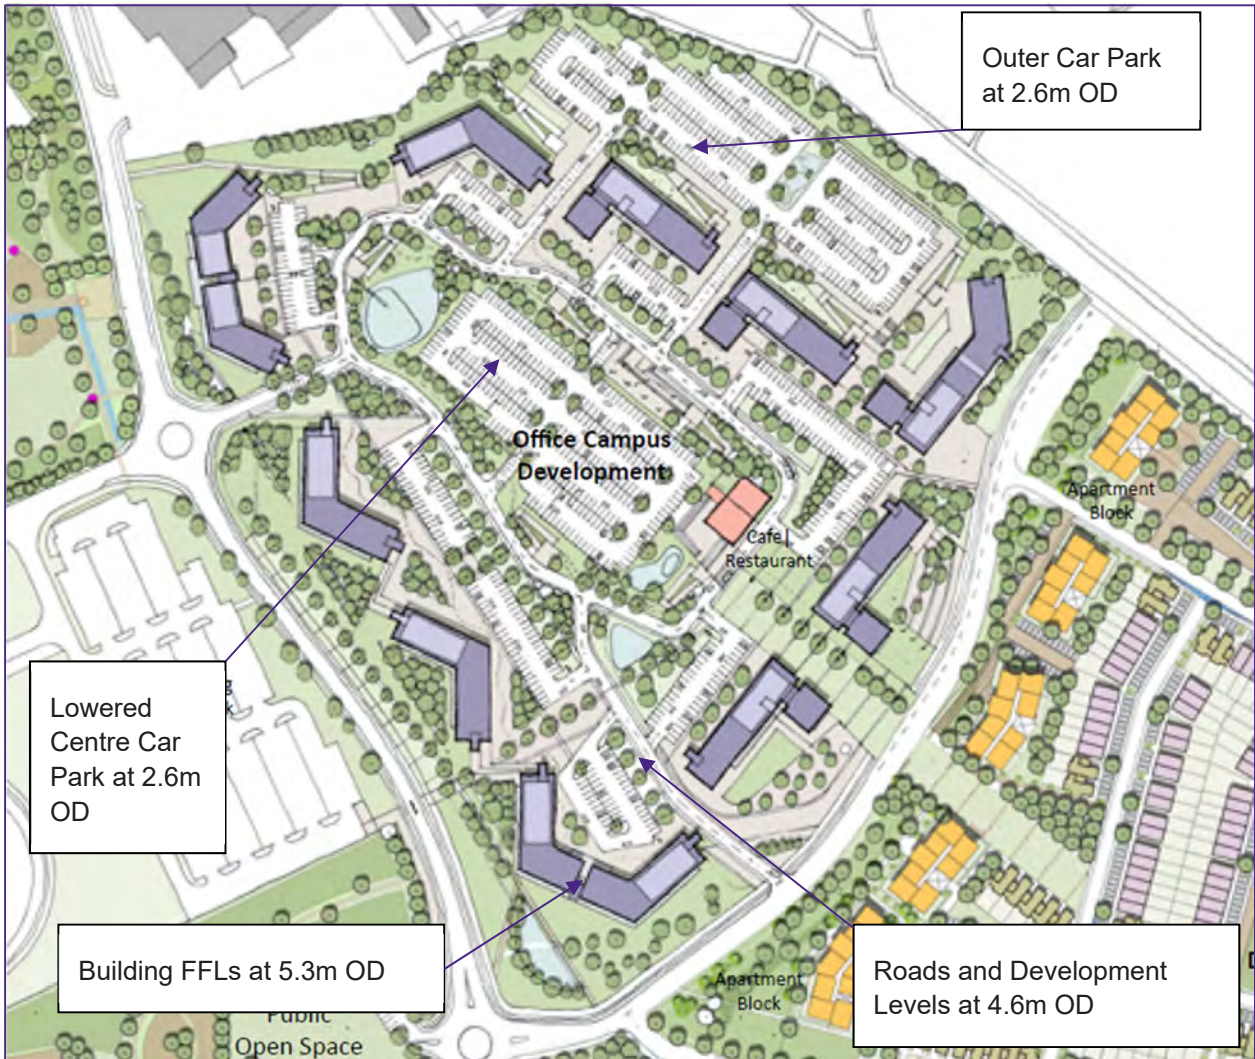 Outer Car Park
at 2.6m OD
Office Campus
Development
Apartment
Block
Cafe|
Restaurant
Lowered
Centre Car
Park at 2.6m
OD
Building FFLs at 5.3m OD
Roads and Development
Levels at 4.6m OD
Apartment
Block
Public
Open Space